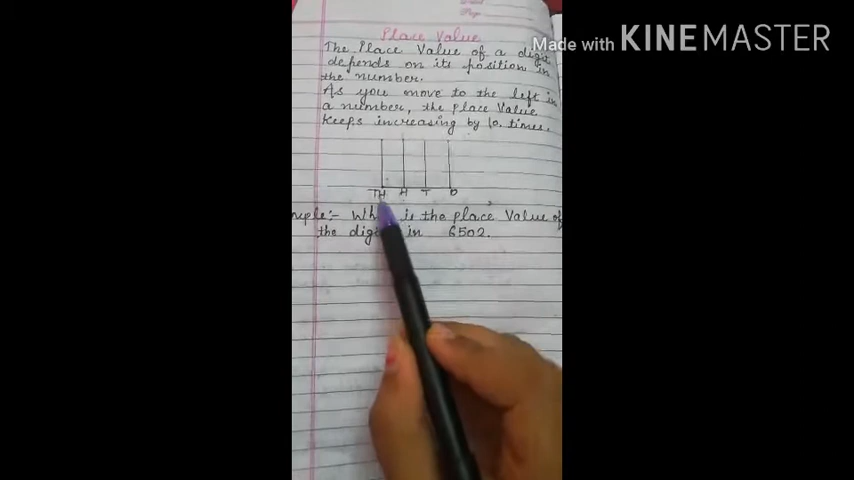 Place Value
The Place Value of a digit
depends on its position in
the number.
As you move to the left in
a number, the place Value
keeps increasing by 10 times.
TH H T O
is the place Value of
the in 6502.
Made with KINEMASTER